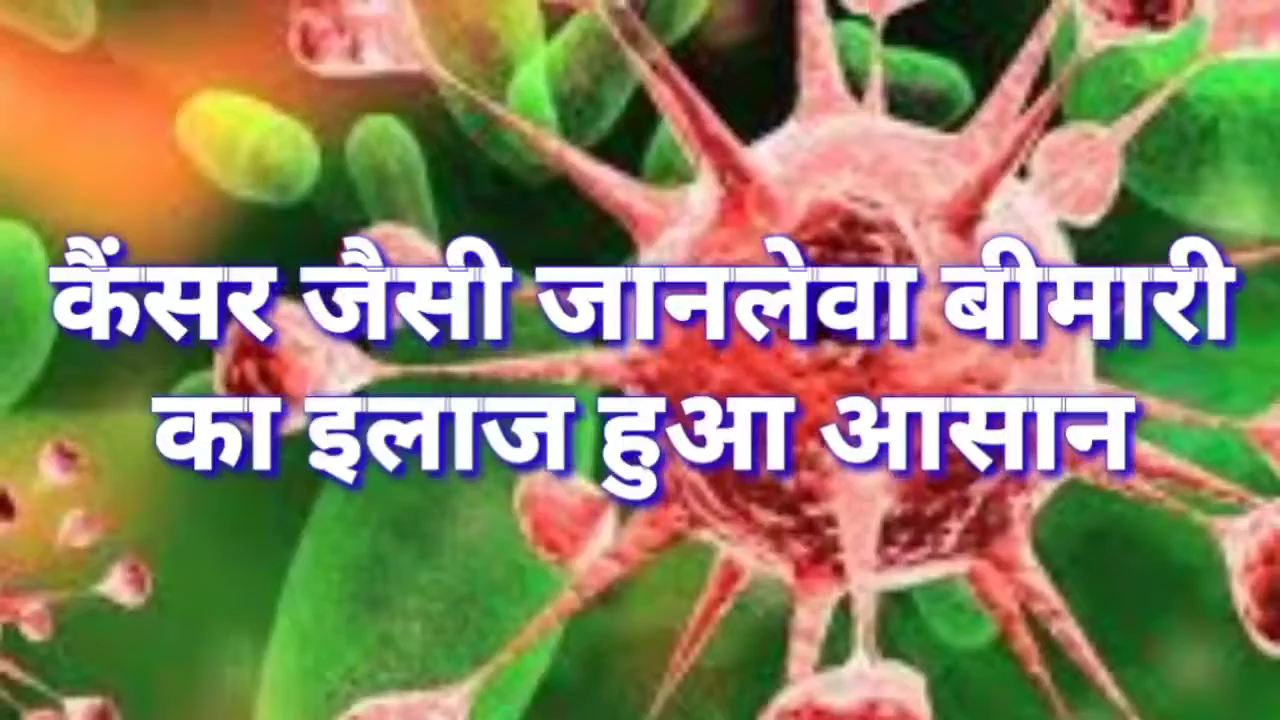 कैंसर जैसी जानलेवा बीमारी
का इलाज हुआ आसान